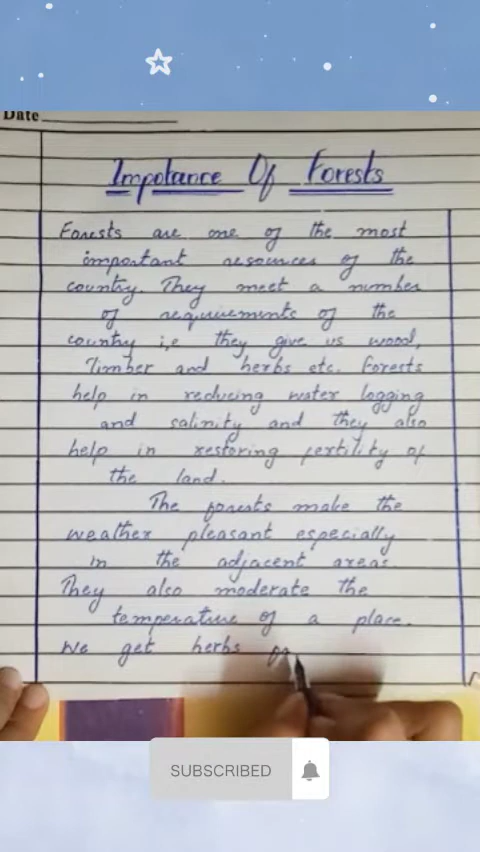 Date
Impotance Of Forests
Forests are one of the most
important resources of the
country. They meet a number
of requirements of the
country i,e they give us wood,
Timber and herbs etc. Forests
help in reducing water logging
and salinity and they also
help in restoring fertility of
the land.
The forests make the
weather pleasant especially
in the adjacent areas.
They also moderate the
temperature of a place.
We get herbs
SUBSCRIBED